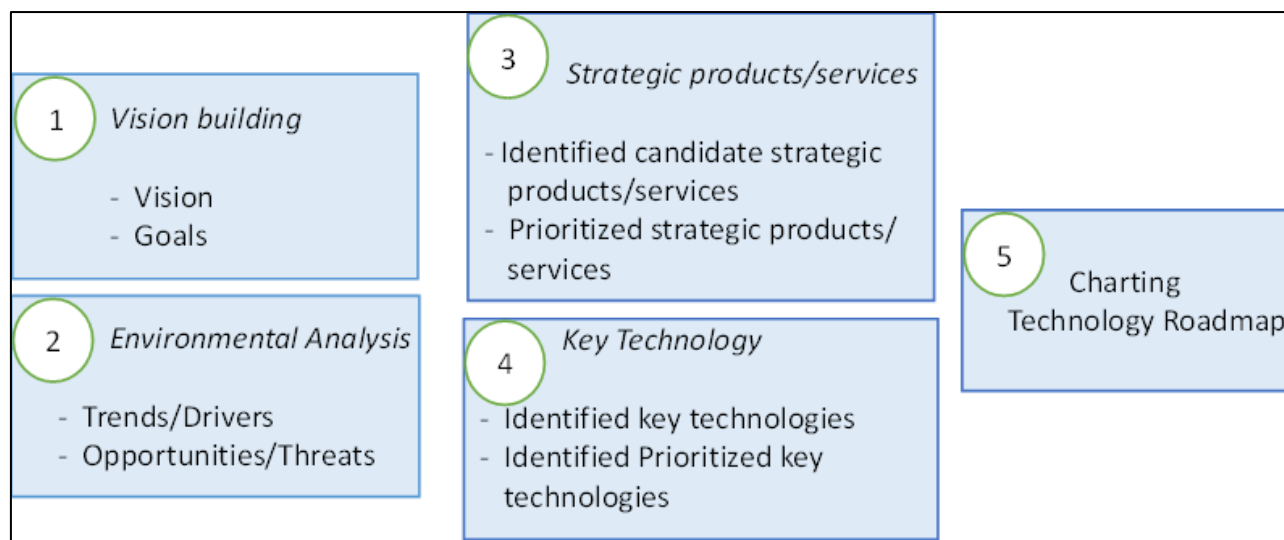 1
Vision building
- Vision
- Goals
2
Environmental Analysis
- Trends/Drivers
- Opportunities/Threats
3
Strategic products/services
- Identified candidate strategic
products/services
- Prioritized strategic products/
services
4
Key Technology
- Identified key technologies
- Identified Prioritized key
technologies
5
Charting
Technology Roadmap